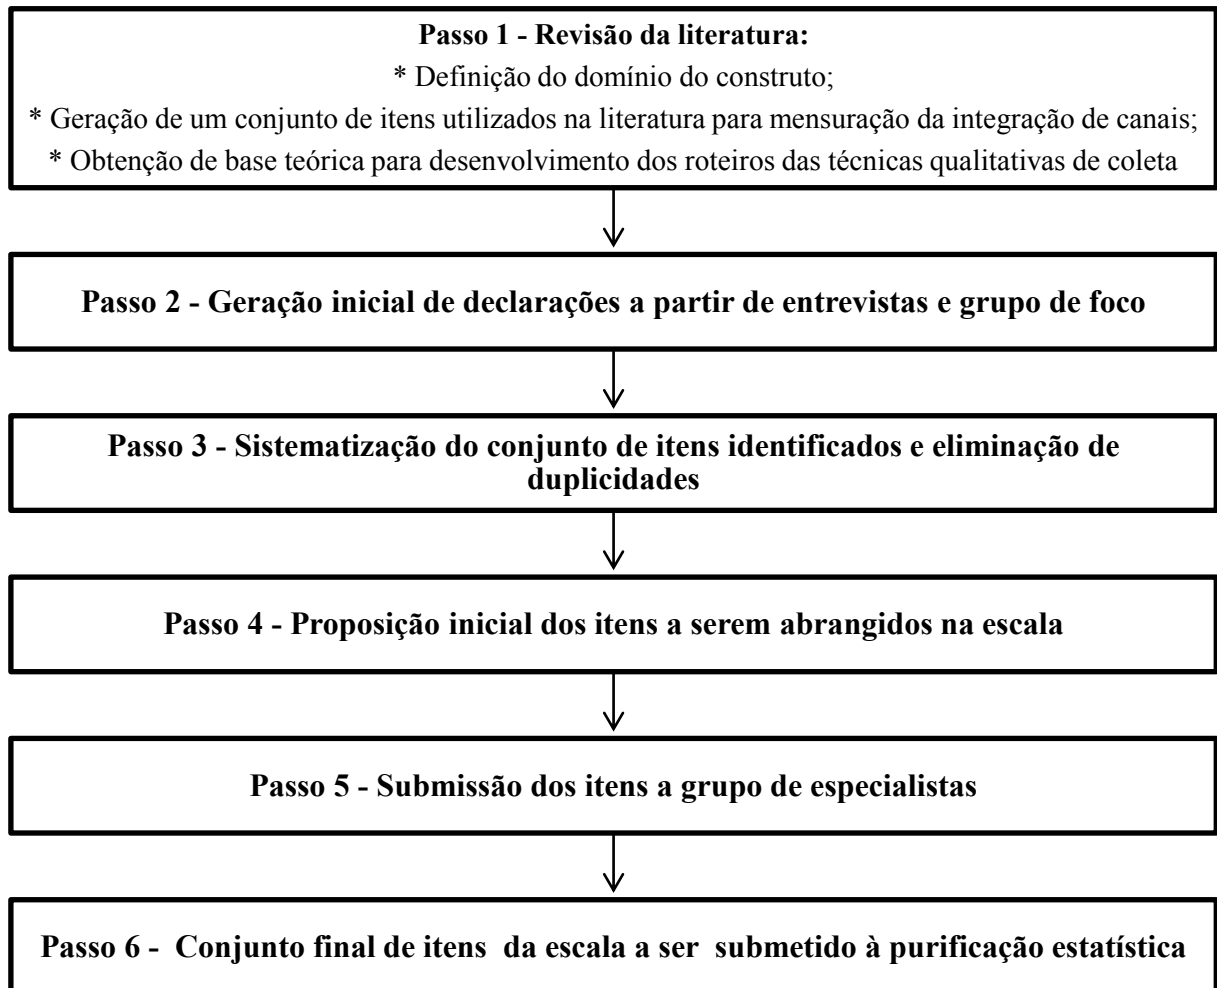 Passo 1 - Revisão da literatura:
* Definição do domínio do construto;
* Geração de um conjunto de itens utilizados na literatura para mensuração da integração de canais;
* Obtenção de base teórica para desenvolvimento dos roteiros das técnicas qualitativas de coleta
Passo 2 - Geração inicial de declarações a partir de entrevistas e grupo de foco
Passo 3 - Sistematização do conjunto de itens identificados e eliminação de
duplicidades
Passo 4 - Proposição inicial dos itens a serem abrangidos na escala
Passo 5 - Submissão dos itens a grupo de especialistas
Passo 6 - Conjunto final de itens da escala a ser submetido à purificação estatística